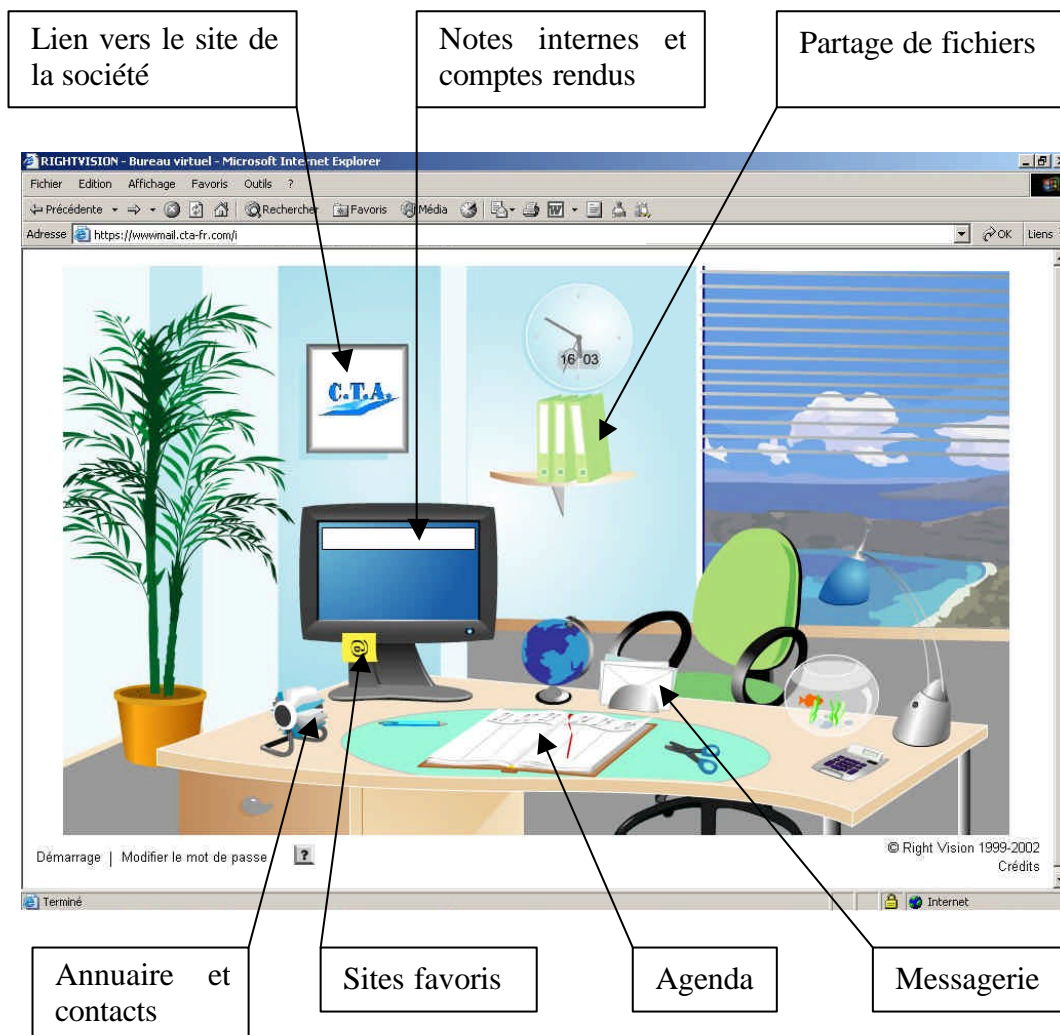 Lien vers le site de
la société
Notes internes et
comptes rendus
Partage de fichiers
RIGHTVISION - Bureau virtuel - Microsoft Internet Explorer
Fichier Edition Affichage Favoris Outils ?
Précédente Rechercher Favoris Média
Adresse https://wwwmail.cta-fr.com/i OK Liens
16 03
C.T.A.
@
Démarrage | Modifier le mot de passe ?
© Right Vision 1999-2002
Crédits
Terminé Internet
Annuaire et
contacts
Sites favoris
Agenda
Messagerie